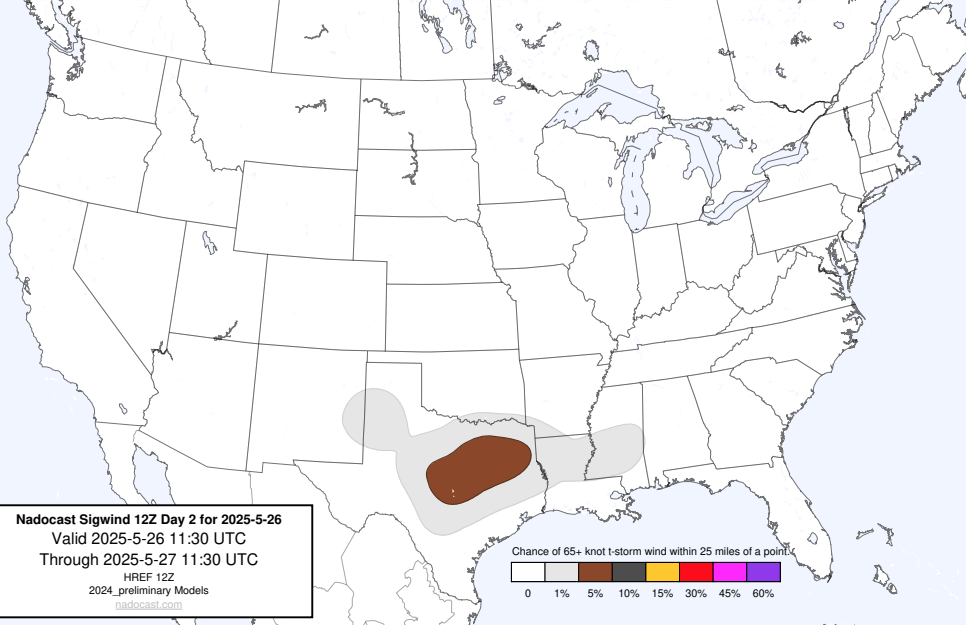 Nadocast Sigwind 12Z Day 2 for 2025-5-26
Valid 2025-5-26 11:30 UTC
Through 2025-5-27 11:30 UTC
HREF 12Z
2024_preliminary Models
nadocast.com
Chance of 65+ knot t-storm wind within 25 miles of a point.
0 1% 5% 10% 15% 30% 45% 60%